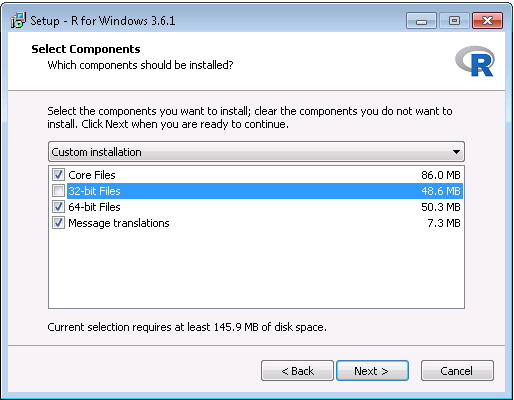 Setup - R for Windows 3.6.1
Select Components
Which components should be installed?
R
Select the components you want to install; clear the components you do not want to
install. Click Next when you are ready to continue.
Custom installation
Core Files 86.0 MB
32-bit Files 48.6 MB
64-bit Files 50.3 MB
Message translations 7.3 MB
Current selection requires at least 145.9 MB of disk space.
< Back Next > Cancel